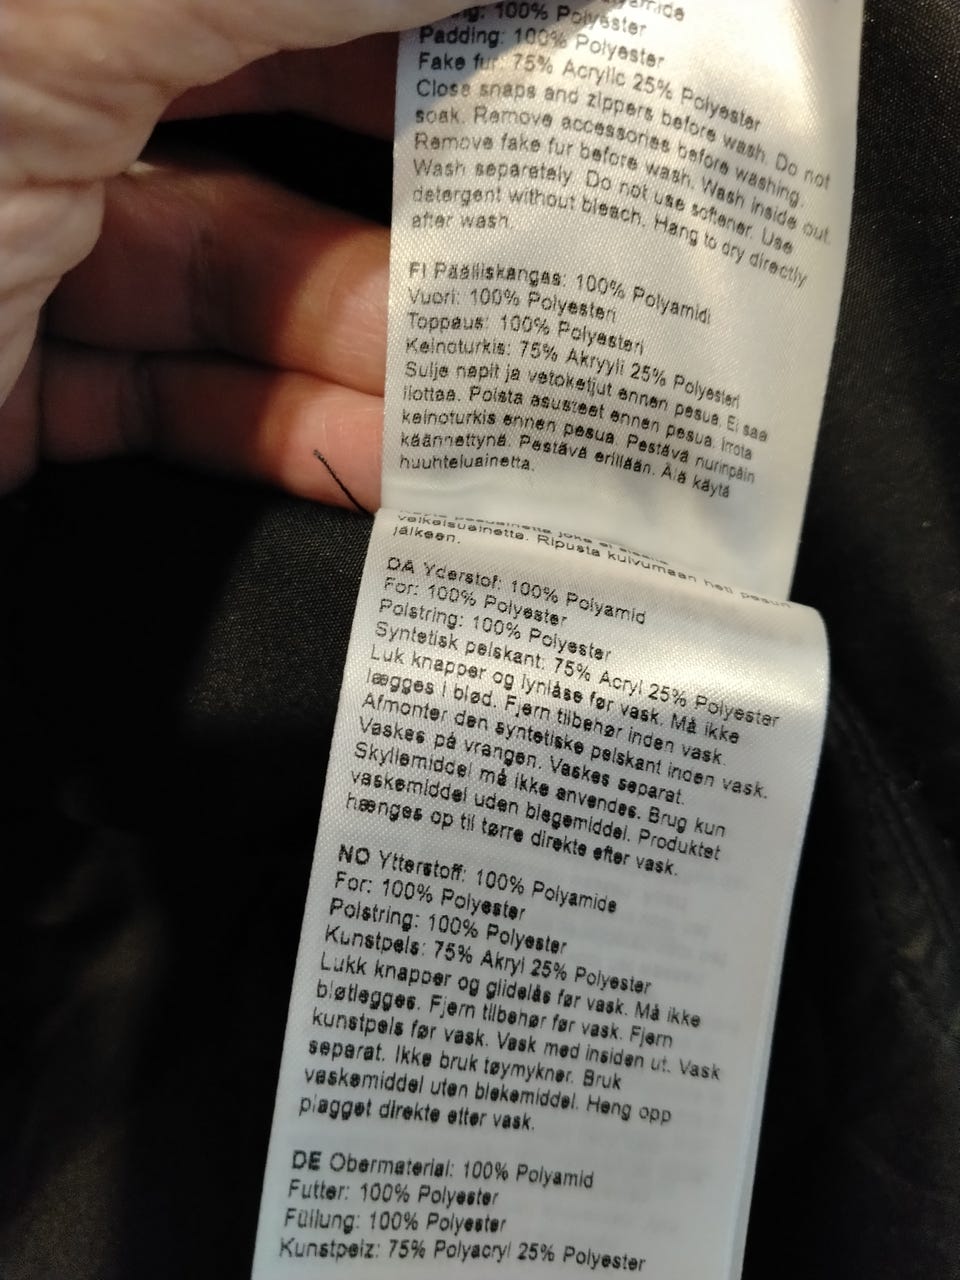 100% Polyester
Padding: 100% Polyester
Fake fur: 75% Acrylic 25% Polyester
Close snaps and zippers before wash. Do not
soak. Remove accessories before washing.
Remove fake fur before wash. Wash inside out.
Wash separately. Do not use softener. Use
detergent without bleach. Hang to dry directly
after wash.
FI Päälliskangas: 100% Polyamidi
Vuori: 100% Polyesteri
Toppaus: 100% Polyesteri
Keinoturkis: 75% Akryyli 25% Polyesteri
Sulje napit ja vetoketjut ennen pesua. Ei saa
liottaa. Poista asusteet ennen pesua. Irrota
keinoturkis ennen pesua. Pestävä nurinpäin
käännettynä. Pestävä erillään. Älä käytä
huuhteluainetta.
valkaisuainetta. Ripusta kuivumaan heti pesun
jälkeen.
DA Yderstof: 100% Polyamid
For: 100% Polyester
Polstring: 100% Polyester
Syntetisk pelskant: 75% Acryl 25% Polyester
Luk knapper og lynlåse før vask. Må ikke
lægges i blød. Fjern tilbehør inden vask.
Afmonter den syntetiske pelskant inden vask.
Vaskes på vrangen. Vaskes separat.
Skyllemiddel må ikke anvendes. Brug kun
vaskemiddel uden blegemiddel. Produktet
hænges op til tørre direkte efter vask.
NO Ytterstoff: 100% Polyamide
For: 100% Polyester
Polstring: 100% Polyester
Kunstpels: 75% Akryl 25% Polyester
Lukk knapper og glidelås før vask. Må ikke
bløtlegges. Fjern tilbehør før vask. Fjern
kunstpels før vask. Vask med insiden ut. Vask
separat. Ikke bruk tøymykner. Bruk
vaskemiddel uten blekemiddel. Heng opp
plagget direkte etter vask.
DE Obermaterial: 100% Polyamid
Futter: 100% Polyester
Füllung: 100% Polyester
Kunstpelz: 75% Polyacryl 25% Polyester